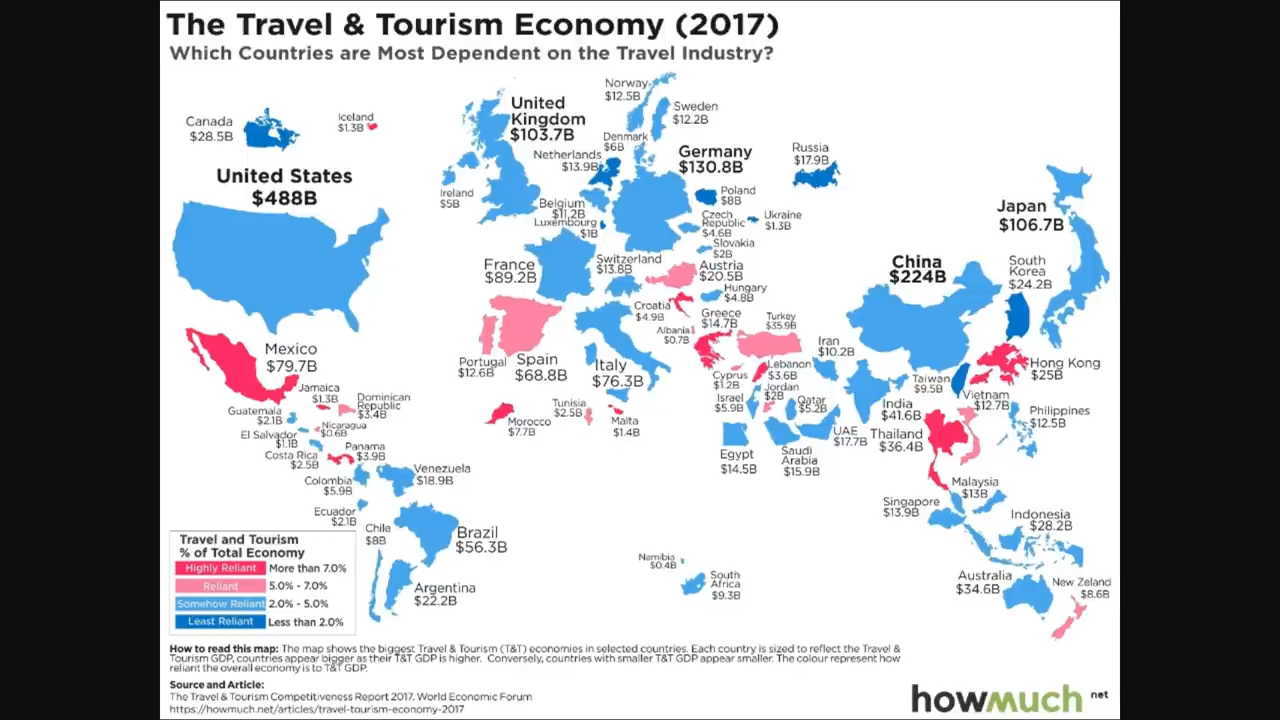 The Travel & Tourism Economy (2017)
Which Countries are Most Dependent on the Travel Industry?
Canada
$28.5B
Iceland
$1.3B
United States
$488B
Mexico
$79.7B
Jamaica
$1.3B
Dominican
Republic
$3.4B
Guatemala
$2.1B
Nicaragua
$0.6B
El Salvador
$1.1B
Costa Rica
$2.5B
Panama
$3.9B
Colombia
$5.9B
Venezuela
$18.9B
Ecuador
$2.1B
Chile
$8B
Brazil
$56.3B
Argentina
$22.2B
United
Kingdom
$103.7B
Norway
$12.5B
Sweden
$12.2B
Denmark
$6B
Netherlands
$13.9B
Germany
$130.8B
Russia
$17.9B
Ireland
$5B
Belgium
$11.2B
Luxembourg
$1B
Poland
$8B
Czech
Republic
$4.6B
Ukraine
$1.3B
Slovakia
$2B
France
$89.2B
Switzerland
$13.8B
Austria
$20.5B
Hungary
$4.8B
Croatia
$4.9B
Greece
$14.7B
Turkey
$35.9B
Albania
$0.7B
Portugal
$12.6B
Spain
$68.8B
Italy
$76.3B
Cyprus
$1.2B
Lebanon
$3.6B
Jordan
$2B
Israel
$5.9B
Qatar
$5.2B
Iran
$10.2B
Morocco
$7.7B
Tunisia
$2.5B
Malta
$1.4B
Egypt
$14.5B
Saudi
Arabia
$15.9B
UAE
$17.7B
Namibia
$0.4B
South
Africa
$9.3B
China
$224B
Japan
$106.7B
South
Korea
$24.2B
Hong Kong
$25B
Taiwan
$9.5B
Vietnam
$12.7B
India
$41.6B
Philippines
$12.5B
Thailand
$36.4B
Malaysia
$13B
Singapore
$13.9B
Indonesia
$28.2B
Australia
$34.6B
New Zeland
$8.6B
Travel and Tourism
% of Total Economy
Highly Reliant More than 7.0%
Reliant 5.0% - 7.0%
Somehow Reliant 2.0% - 5.0%
Least Reliant Less than 2.0%
How to read this map: The map shows the biggest Travel & Tourism (T&T) economies in selected countries. Each country is sized to reflect the Travel &
Tourism GDP, countries appear bigger as their T&T GDP is higher. Conversely, countries with smaller T&T GDP appear smaller. The colour represent how
reliant the overall economy is to T&T GDP.
Source and Article:
The Travel & Tourism Competitiveness Report 2017. World Economic Forum
https://howmuch.net/articles/travel-tourism-economy-2017
howmuch net